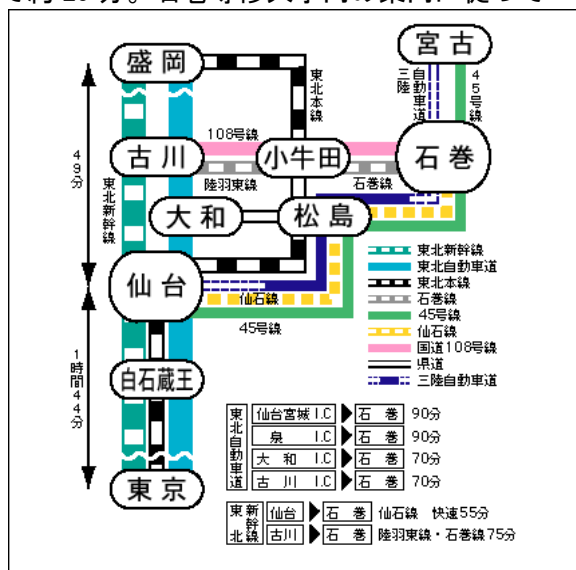 盛岡
宮古
東北本線
三陸自動車道
45号線
108号線
古川
小牛田
石巻
陸羽東線
石巻線
49分
東北新幹線
大和
松島
仙台
仙石線
45号線
東北新幹線
東北自動車道
東北本線
石巻線
45号線
仙石線
国道108号線
県道
三陸自動車道
1時間44分
白石蔵王
東京
東北自動車道
仙台宮城 I.C ▶ 石巻 90分
泉 I.C ▶ 石巻 90分
大和 I.C ▶ 石巻 70分
古川 I.C ▶ 石巻 70分
東北新幹線
仙台 ▶ 石巻 仙石線 快速55分
古川 ▶ 石巻 陸羽東線・石巻線75分